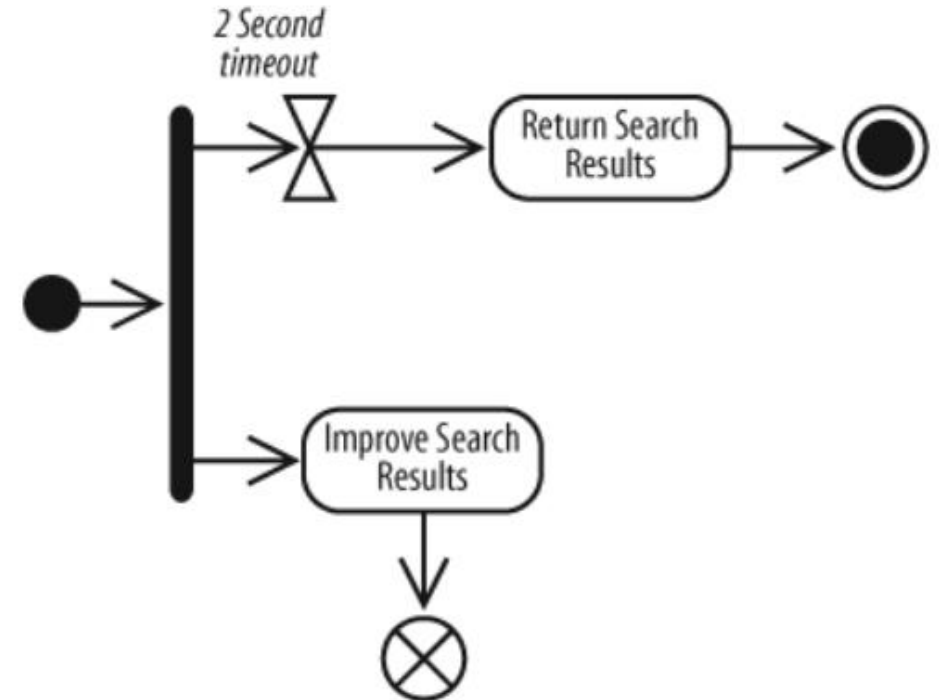 2 Second
timeout
Return Search
Results
Improve Search
Results